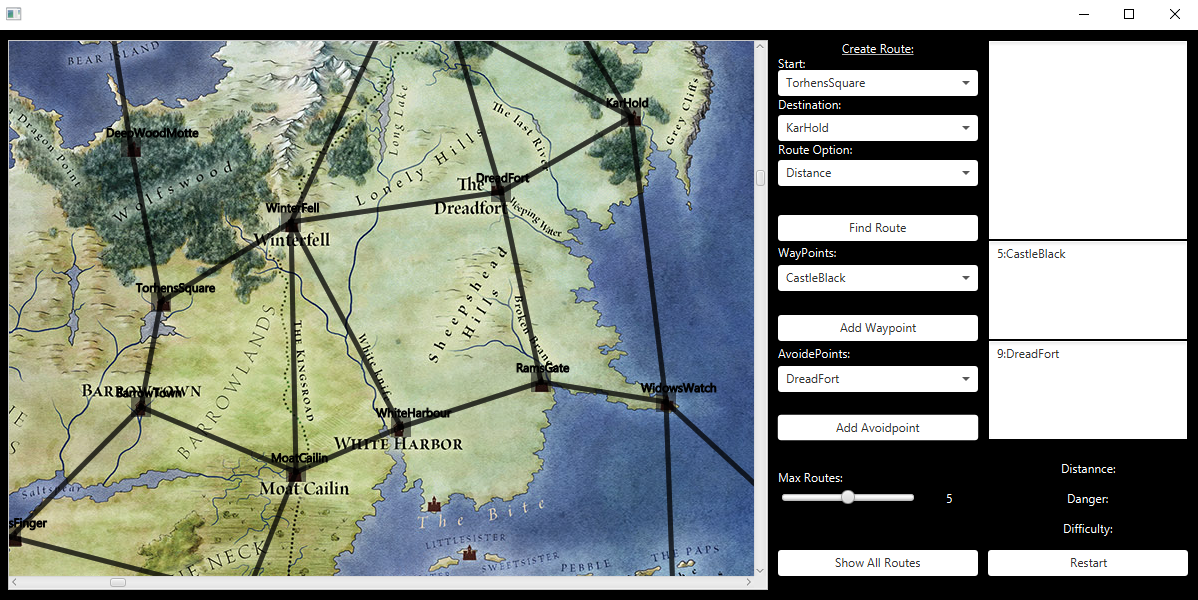 BEAR ISLAND
Dragon Point
DeepWoodMotte
Wolfswood
Long Lake
Lonely Hills
The last River
KarHold
Grey Cliffs
The
DreadFort
Dreadfort
Weeping Water
WinterFell
Winterfell
TorhensSquare
Sheepshead
Hills
Broken Branc
BARROWLANDS
THE KINGSROAD
White knife
RamsGate
WidowsWatch
BARROWTOWN
BarrowTown
WhiteHarbour
WHITE HARBOR
MoatCailin
Moat Cailin
Saltspear
sFinger
The Bite
LITTLESISTER
SWEETSISTER
TER
PEBBLE
THE PAPS
HE NECK
Create Route:
Start:
TorhensSquare
Destination:
KarHold
Route Option:
Distance
Find Route
WayPoints:
CastleBlack
Add Waypoint
AvoidePoints:
DreadFort
Add Avoidpoint
Max Routes:
5
Show All Routes
5:CastleBlack
9:DreadFort
Distannce:
Danger:
Difficulty:
Restart